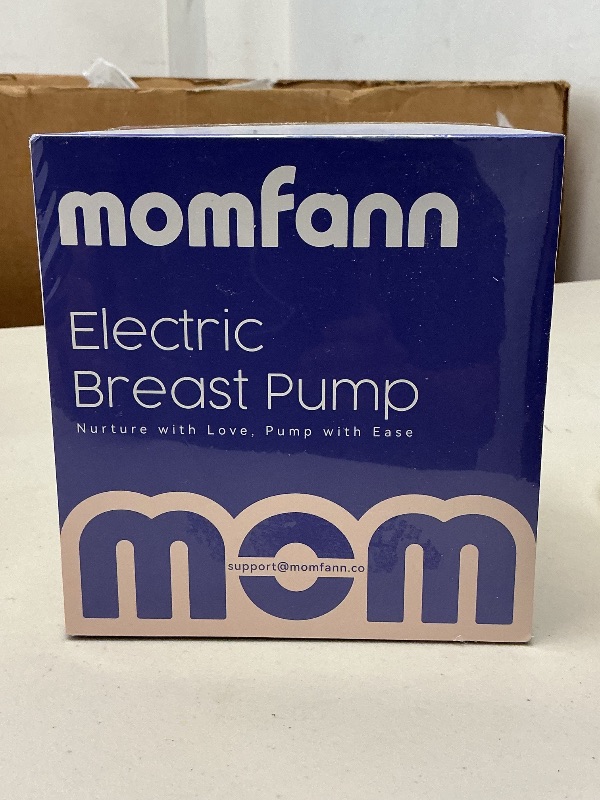 momfann
Electric
Breast Pump
Nurture with Love, Pump with Ease
mom
support@momfann.co